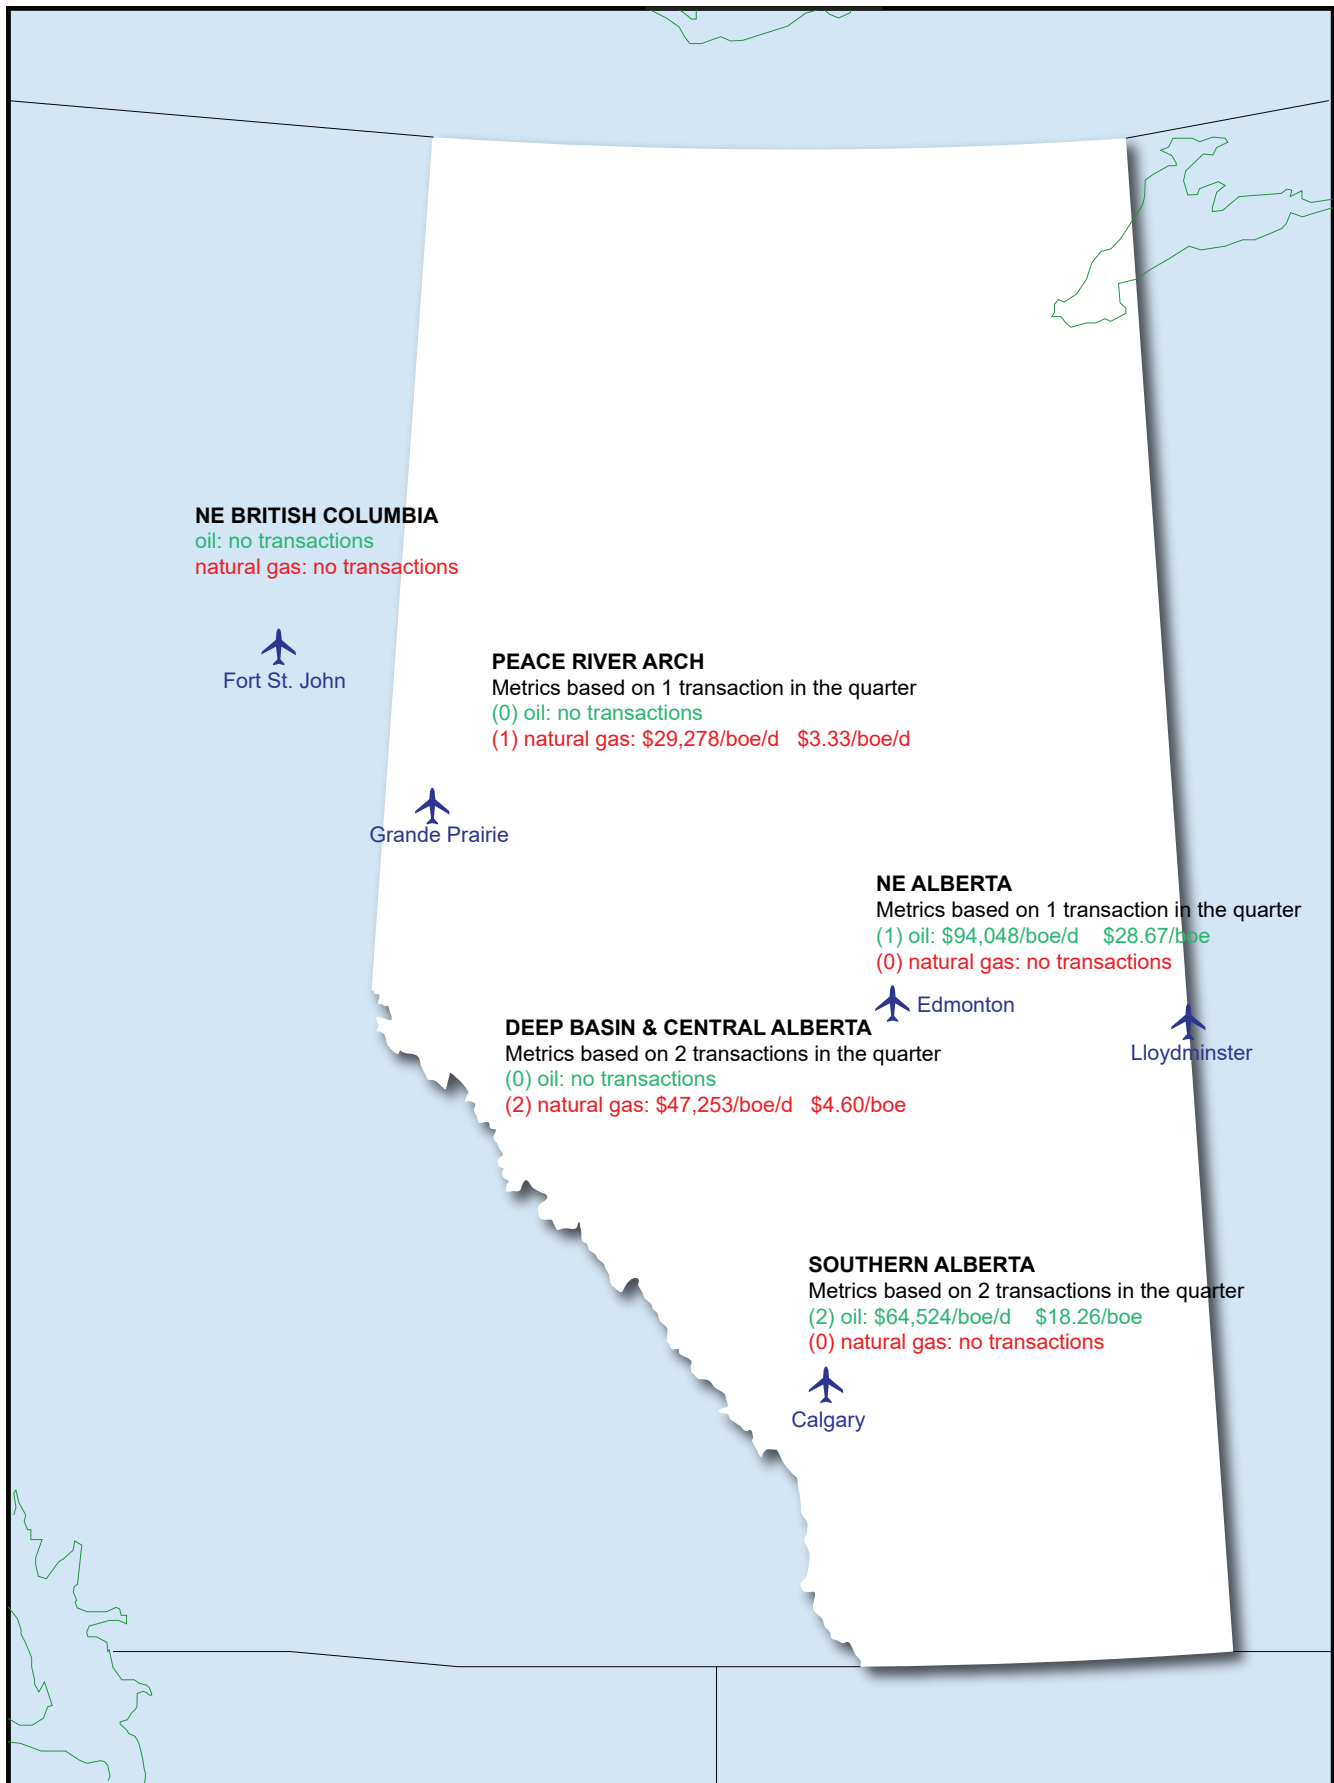 NE BRITISH COLUMBIA
oil: no transactions
natural gas: no transactions
Fort St. John
PEACE RIVER ARCH
Metrics based on 1 transaction in the quarter
(0) oil: no transactions
(1) natural gas: $29,278/boe/d $3.33/boe/d
Grande Prairie
NE ALBERTA
Metrics based on 1 transaction in the quarter
(1) oil: $94,048/boe/d $28.67/boe
(0) natural gas: no transactions
Edmonton
Lloydminster
DEEP BASIN & CENTRAL ALBERTA
Metrics based on 2 transactions in the quarter
(0) oil: no transactions
(2) natural gas: $47,253/boe/d $4.60/boe
SOUTHERN ALBERTA
Metrics based on 2 transactions in the quarter
(2) oil: $64,524/boe/d $18.26/boe
(0) natural gas: no transactions
Calgary